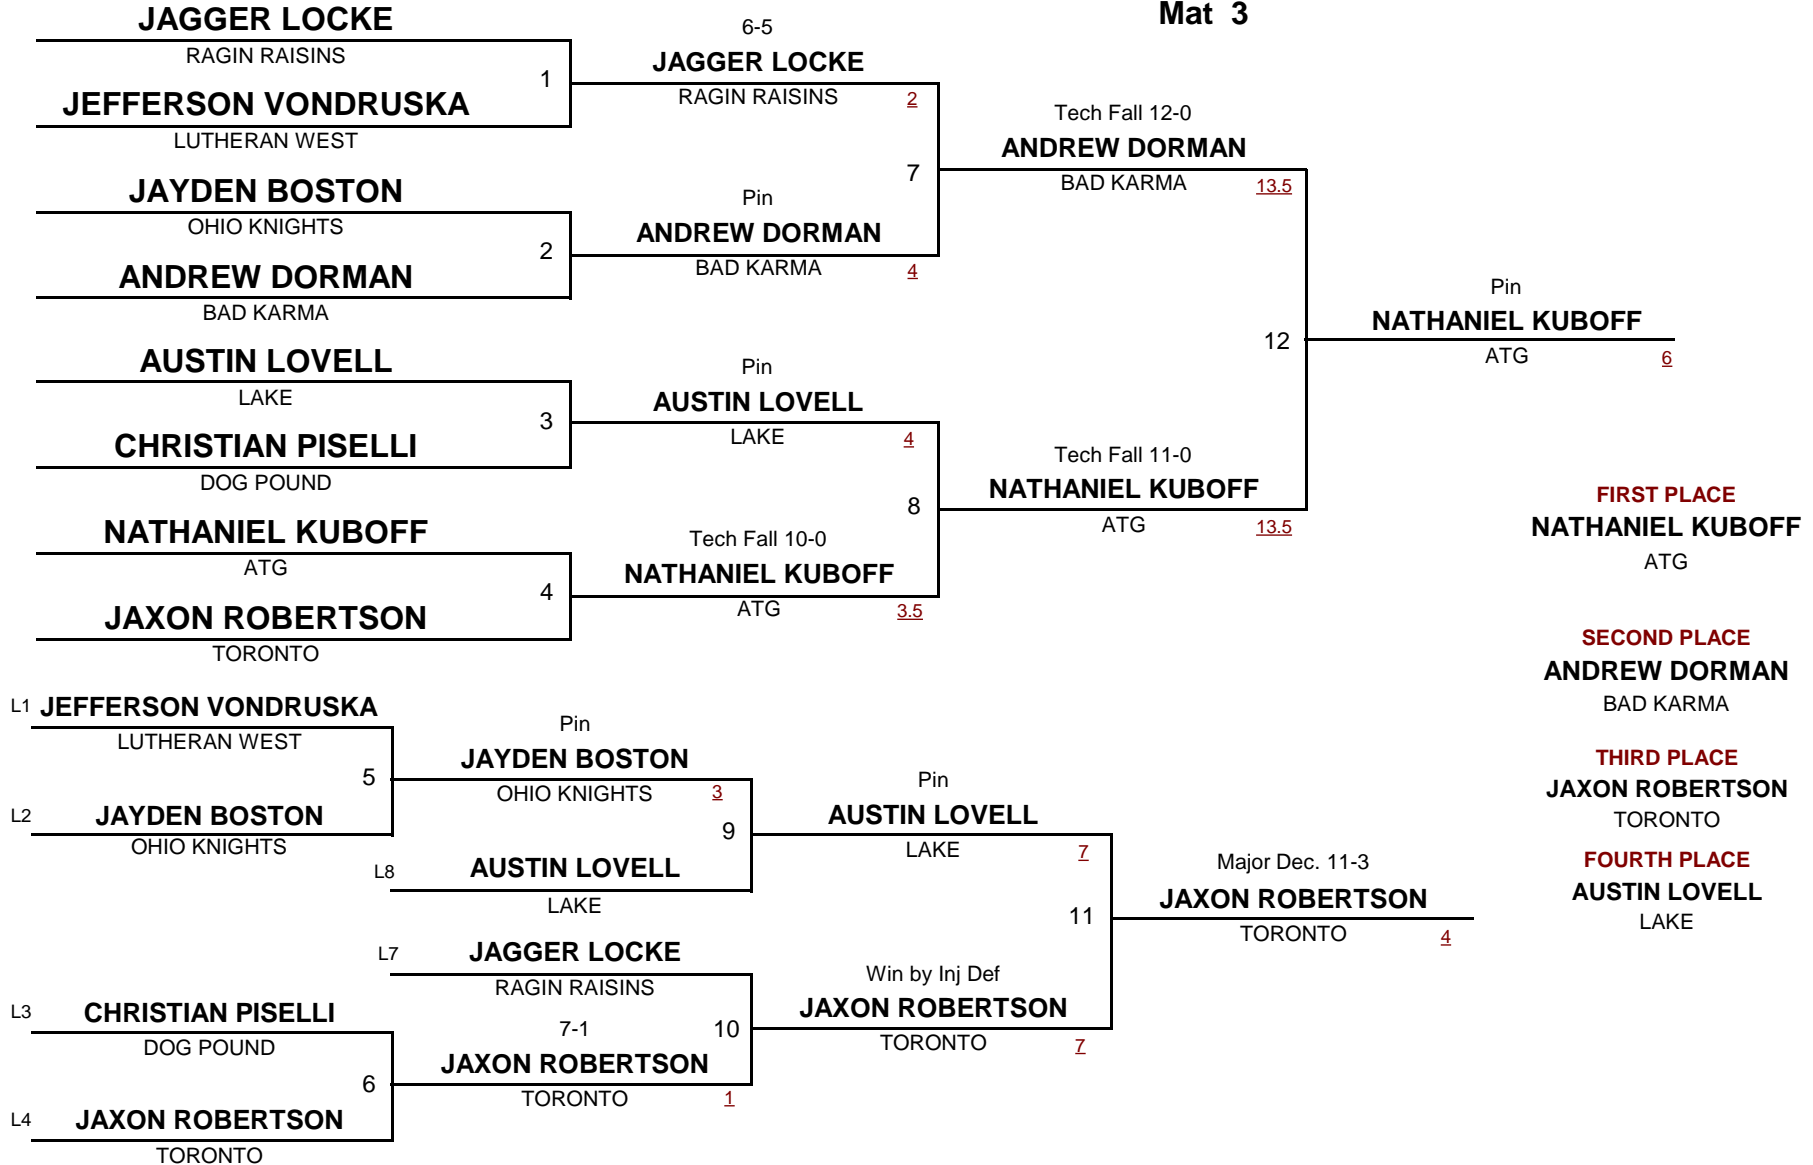 Mat 3
JAGGER LOCKE
RAGIN RAISINS
1
JEFFERSON VONDRUSKA
LUTHERAN WEST
JAYDEN BOSTON
OHIO KNIGHTS
2
ANDREW DORMAN
BAD KARMA
AUSTIN LOVELL
LAKE
3
CHRISTIAN PISELLI
DOG POUND
NATHANIEL KUBOFF
ATG
4
JAXON ROBERTSON
TORONTO
6-5
JAGGER LOCKE
RAGIN RAISINS 2
7
Pin
ANDREW DORMAN
BAD KARMA 4
Pin
AUSTIN LOVELL
LAKE 4
8
Tech Fall 10-0
NATHANIEL KUBOFF
ATG 3.5
Tech Fall 12-0
ANDREW DORMAN
BAD KARMA 13.5
12
Tech Fall 11-0
NATHANIEL KUBOFF
ATG 13.5
Pin
NATHANIEL KUBOFF
ATG 6
L1 JEFFERSON VONDRUSKA
LUTHERAN WEST
5
L2 JAYDEN BOSTON
OHIO KNIGHTS
L3 CHRISTIAN PISELLI
DOG POUND
6
L4 JAXON ROBERTSON
TORONTO
Pin
JAYDEN BOSTON
OHIO KNIGHTS 3
9
L8 AUSTIN LOVELL
LAKE
L7 JAGGER LOCKE
RAGIN RAISINS
7-1 10
JAXON ROBERTSON
TORONTO 1
Pin
AUSTIN LOVELL
LAKE 7
11
Win by Inj Def
JAXON ROBERTSON
TORONTO 7
Major Dec. 11-3
JAXON ROBERTSON
TORONTO 4
FIRST PLACE
NATHANIEL KUBOFF
ATG
SECOND PLACE
ANDREW DORMAN
BAD KARMA
THIRD PLACE
JAXON ROBERTSON
TORONTO
FOURTH PLACE
AUSTIN LOVELL
LAKE